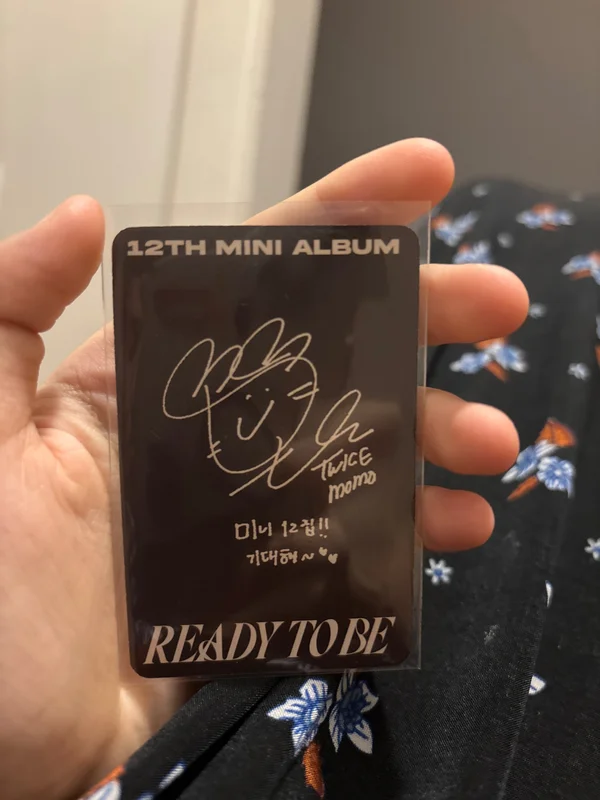 12TH MINI ALBUM
TWICE
momo
미니 12집!!
기대해~
READY TO BE